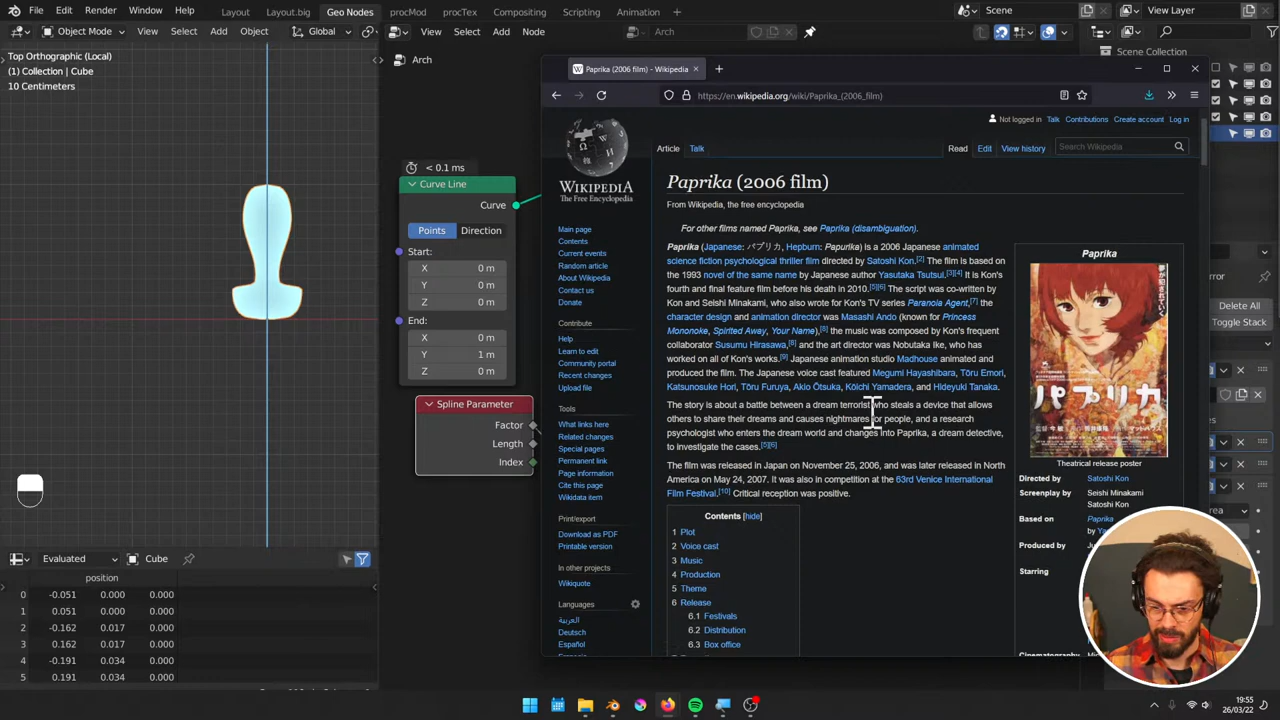 File Edit Render Window Help Layout Layout.big Geo Nodes procMod procTex Compositing Scripting Animation + Scene View Layer
Object Mode View Select Add Object Global View Select Add Node Arch
Top Orthographic (Local)
(1) Collection | Cube
10 Centimeters
Arch
Scene Collection
< 0.1 ms
Curve Line
Curve
Points Direction
Start:
X 0 m
Y 0 m
Z 0 m
End:
X 0 m
Y 1 m
Z 0 m
Spline Parameter
Factor
Length
Index
Evaluated Cube
position
0 -0.051 0.000 0.000
1 0.051 0.000 0.000
2 -0.162 0.017 0.000
3 0.162 0.017 0.000
4 -0.191 0.034 0.000
5 0.191 0.034 0.000
Paprika (2006 film) - Wikipedia
https://en.wikipedia.org/wiki/Paprika_(2006_film)
Not logged in Talk Contributions Create account Log in
Article Talk Read Edit View history Search Wikipedia
WIKIPEDIA
The Free Encyclopedia
Main page
Contents
Current events
Random article
About Wikipedia
Contact us
Donate
Contribute
Help
Learn to edit
Community portal
Recent changes
Upload file
Tools
What links here
Related changes
Special pages
Permanent link
Page information
Cite this page
Wikidata item
Print/export
Download as PDF
Printable version
In other projects
Wikiquote
Languages
العربية
Deutsch
Español
Paprika (2006 film)
From Wikipedia, the free encyclopedia
For other films named Paprika, see Paprika (disambiguation).
Paprika (Japanese: パプリカ, Hepburn: Papurika) is a 2006 Japanese animated
science fiction psychological thriller film directed by Satoshi Kon.[2] The film is based on
the 1993 novel of the same name by Japanese author Yasutaka Tsutsui.[3][4] It is Kon's
fourth and final feature film before his death in 2010.[5][6] The script was co-written by
Kon and Seishi Minakami, who also wrote for Kon's TV series Paranoia Agent,[7] the
character design and animation director was Masashi Ando (known for Princess
Mononoke, Spirited Away, Your Name),[8] the music was composed by Kon's frequent
collaborator Susumu Hirasawa,[8] and the art director was Nobutaka Ike, who has
worked on all of Kon's works.[9] Japanese animation studio Madhouse animated and
produced the film. The Japanese voice cast featured Megumi Hayashibara, Tōru Emori,
Katsunosuke Hori, Tōru Furuya, Akio Ōtsuka, Kōichi Yamadera, and Hideyuki Tanaka.
The story is about a battle between a dream terrorist who steals a device that allows
others to share their dreams and causes nightmares for people, and a research
psychologist who enters the dream world and changes into Paprika, a dream detective,
to investigate the cases.[5][6]
The film was released in Japan on November 25, 2006, and was later released in North
America on May 24, 2007. It was also in competition at the 63rd Venice International
Film Festival.[10] Critical reception was positive.
Contents [hide]
1 Plot
2 Voice cast
3 Music
4 Production
5 Theme
6 Release
6.1 Festivals
6.2 Distribution
6.3 Box office
Paprika
パプリカ
Theatrical release poster
Directed by Satoshi Kon
Screenplay by Seishi Minakami
Satoshi Kon
Based on Paprika
Produced by
Starring
Delete All
Toggle Stack
19:55
26/03/22